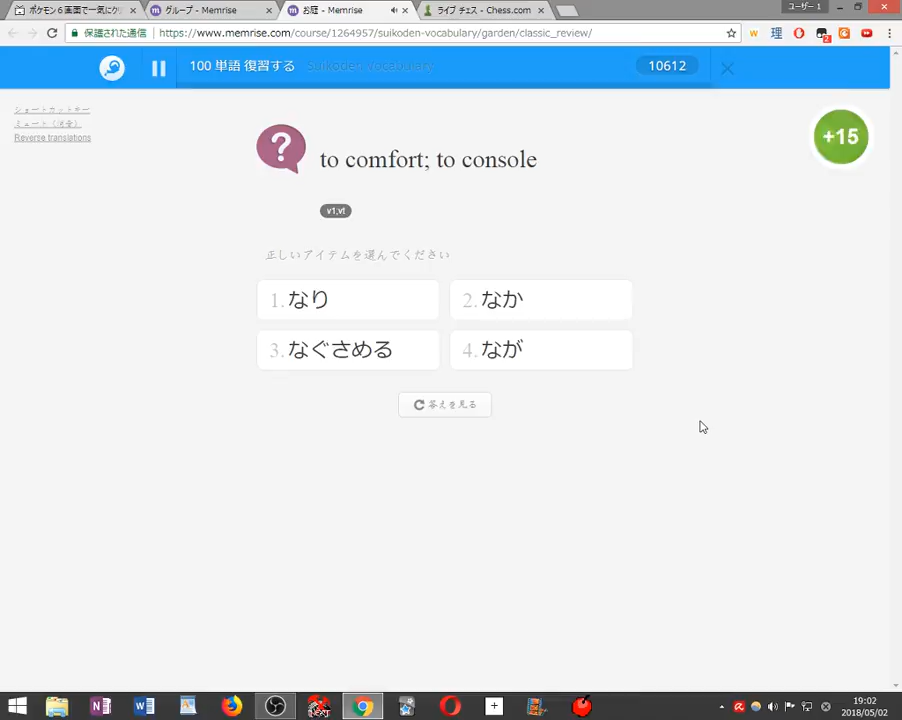 ポケモン6画面で一気にク
グループ - Memrise
お暦 - Memrise
ライブ チェス - Chess.com
ユーザー 1
保護された通信
https://www.memrise.com/course/1264957/suikoden-vocabulary/garden/classic_review/
100 単語 復習する
Suikoden Vocabulary
10612
ショートカットキー
ミュート（完全）
Reverse translations
+15
to comfort; to console
v1;vt
正しいアイテムを選んでください
1. なり
2. なか
3. なぐさめる
4. なが
答えを見る
19:02
2018/05/02